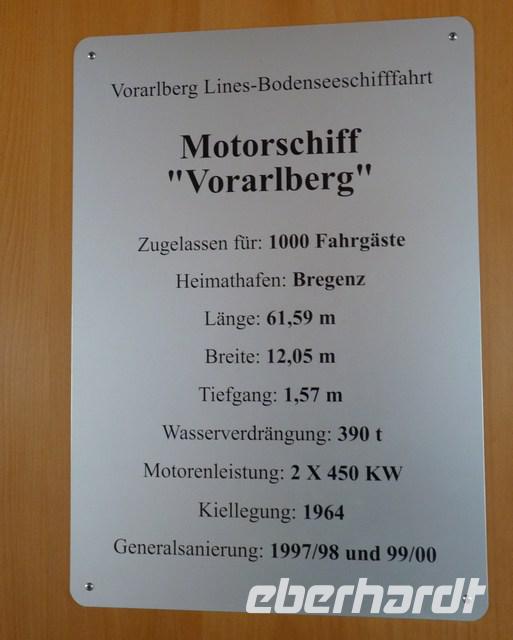 Vorarlberg Lines-Bodenseeschifffahrt
Motorschiff
"Vorarlberg"
Zugelassen für: 1000 Fahrgäste
Heimathafen: Bregenz
Länge: 61,59 m
Breite: 12,05 m
Tiefgang: 1,57 m
Wasserverdrängung: 390 t
Motorenleistung: 2 X 450 KW
Kiellegung: 1964
Generalsanierung: 1997/98 und 99/00
eberhardt